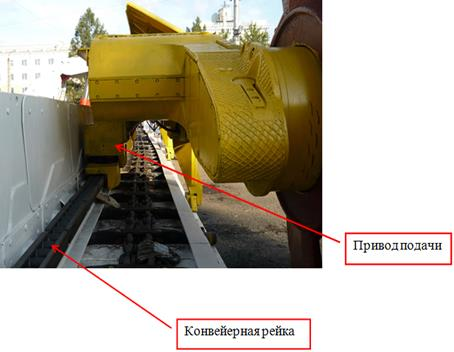 Привод подачи
Конвейерная рейка